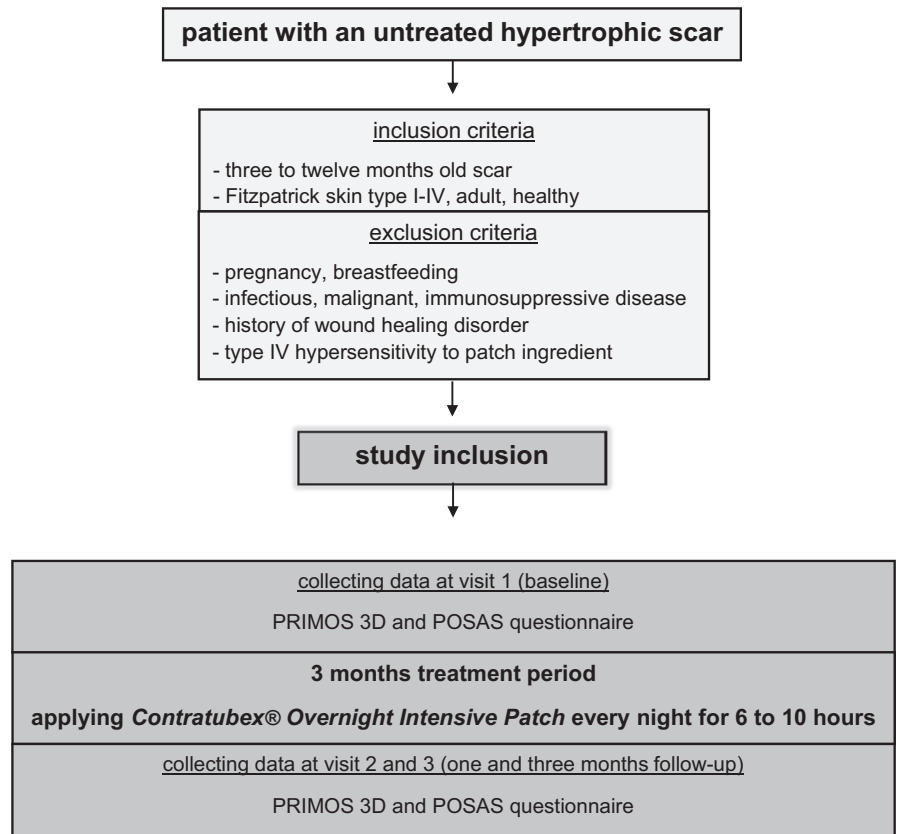 patient with an untreated hypertrophic scar
inclusion criteria
- three to twelve months old scar
- Fitzpatrick skin type I-IV, adult, healthy
exclusion criteria
- pregnancy, breastfeeding
- infectious, malignant, immunosuppressive disease
- history of wound healing disorder
- type IV hypersensitivity to patch ingredient
study inclusion
collecting data at visit 1 (baseline)
PRIMOS 3D and POSAS questionnaire
3 months treatment period
applying Contratubex® Overnight Intensive Patch every night for 6 to 10 hours
collecting data at visit 2 and 3 (one and three months follow-up)
PRIMOS 3D and POSAS questionnaire